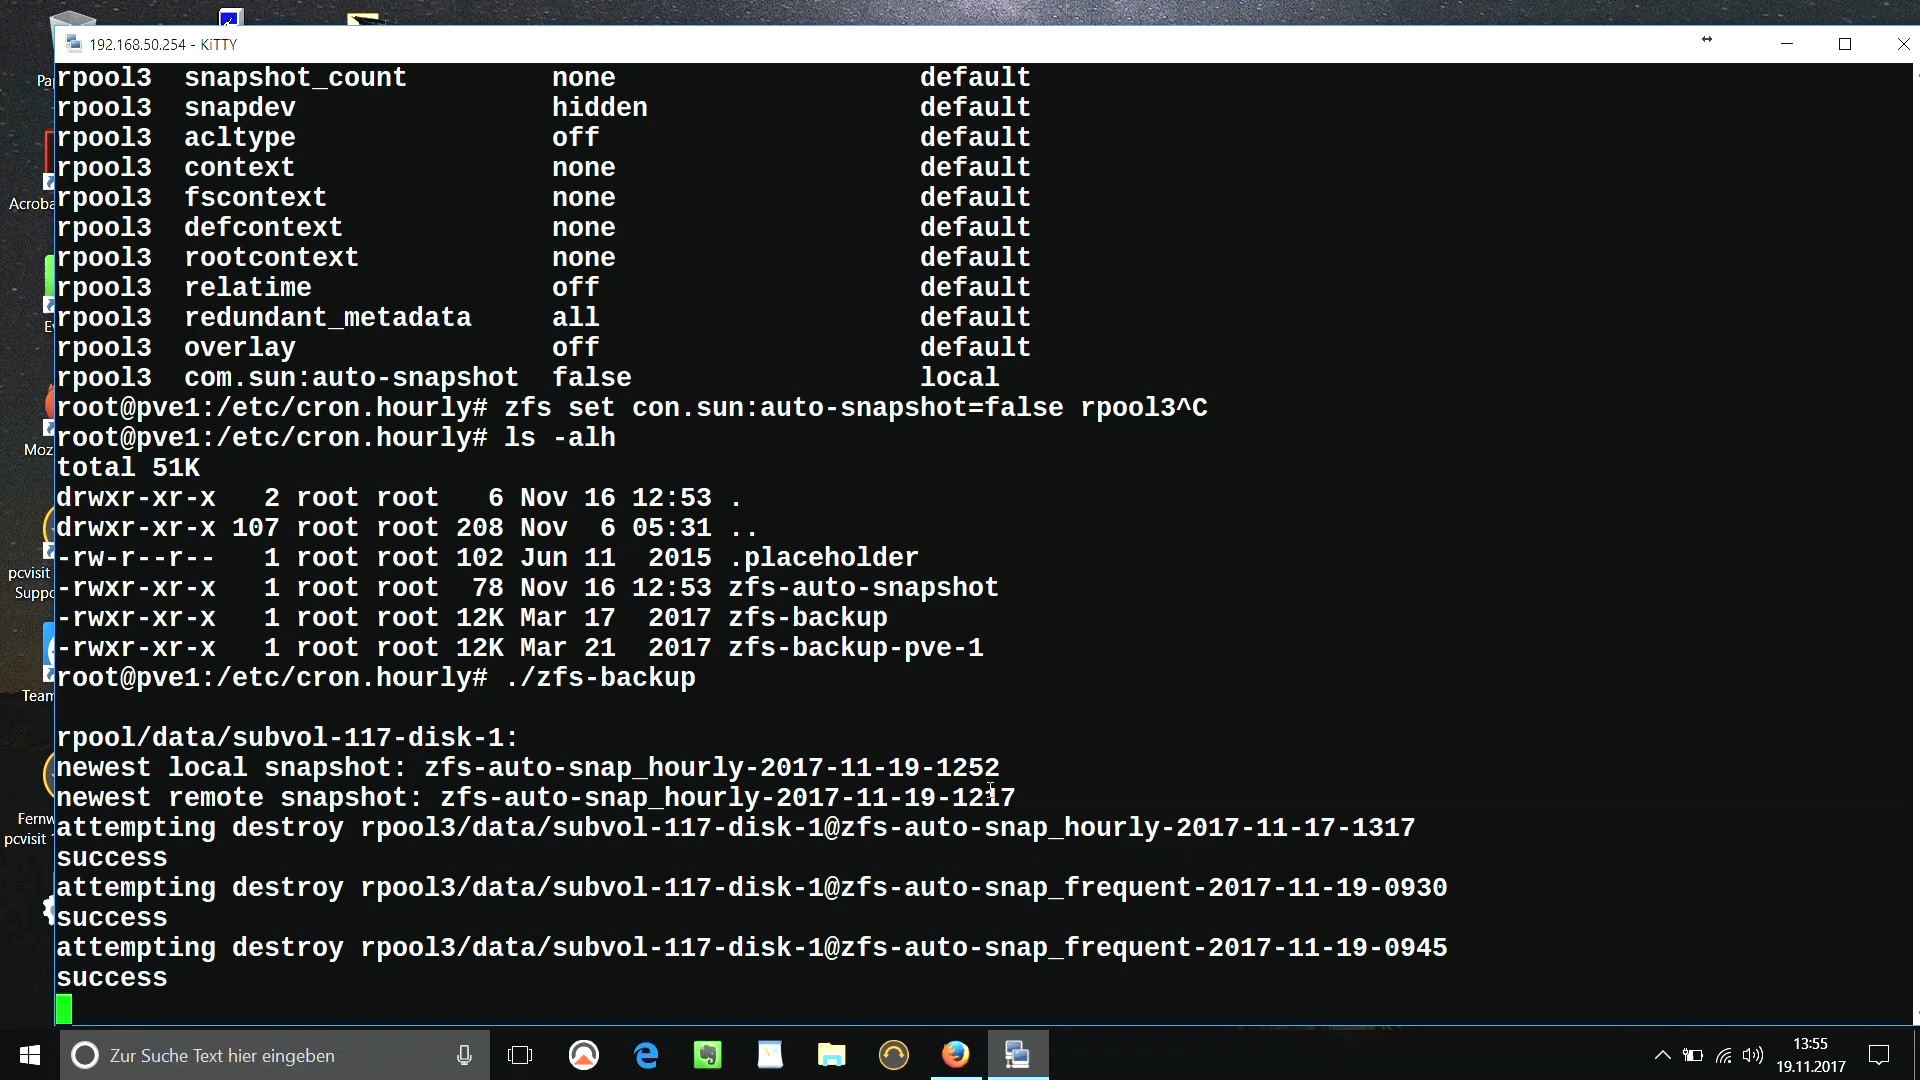 192.168.50.254 - KiTTY
rpool3 snapshot_count none default
rpool3 snapdev hidden default
rpool3 acltype off default
rpool3 context none default
rpool3 fscontext none default
rpool3 defcontext none default
rpool3 rootcontext none default
rpool3 relatime off default
rpool3 redundant_metadata all default
rpool3 overlay off default
rpool3 com.sun:auto-snapshot false local
root@pve1:/etc/cron.hourly# zfs set con.sun:auto-snapshot=false rpool3^C
root@pve1:/etc/cron.hourly# ls -alh
total 51K
drwxr-xr-x 2 root root 6 Nov 16 12:53 .
drwxr-xr-x 107 root root 208 Nov 6 05:31 ..
-rw-r--r-- 1 root root 102 Jun 11 2015 .placeholder
-rwxr-xr-x 1 root root 78 Nov 16 12:53 zfs-auto-snapshot
-rwxr-xr-x 1 root root 12K Mar 17 2017 zfs-backup
-rwxr-xr-x 1 root root 12K Mar 21 2017 zfs-backup-pve-1
root@pve1:/etc/cron.hourly# ./zfs-backup
rpool/data/subvol-117-disk-1:
newest local snapshot: zfs-auto-snap_hourly-2017-11-19-1252
newest remote snapshot: zfs-auto-snap_hourly-2017-11-19-1217
attempting destroy rpool3/data/subvol-117-disk-1@zfs-auto-snap_hourly-2017-11-17-1317
success
attempting destroy rpool3/data/subvol-117-disk-1@zfs-auto-snap_frequent-2017-11-19-0930
success
attempting destroy rpool3/data/subvol-117-disk-1@zfs-auto-snap_frequent-2017-11-19-0945
success
Pa
Acroba
Ev
Moz
pcvisit
Suppo
Team
Fernw
pcvisit
Zur Suche Text hier eingeben
13:55
19.11.2017